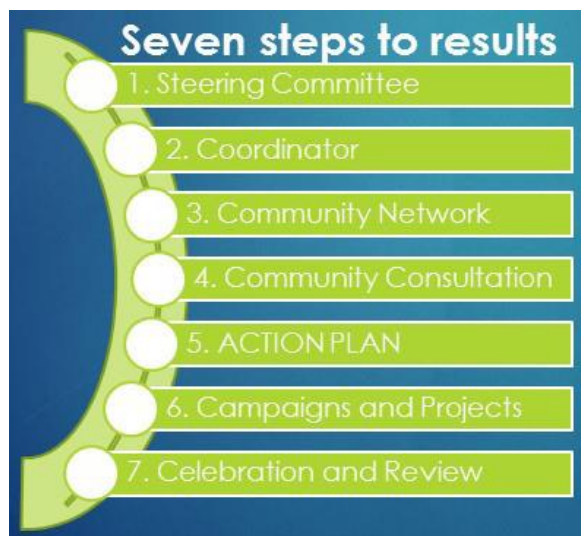 Seven steps to results
1. Steering Committee
2. Coordinator
3. Community Network
4. Community Consultation
5. ACTION PLAN
6. Campaigns and Projects
7. Celebration and Review